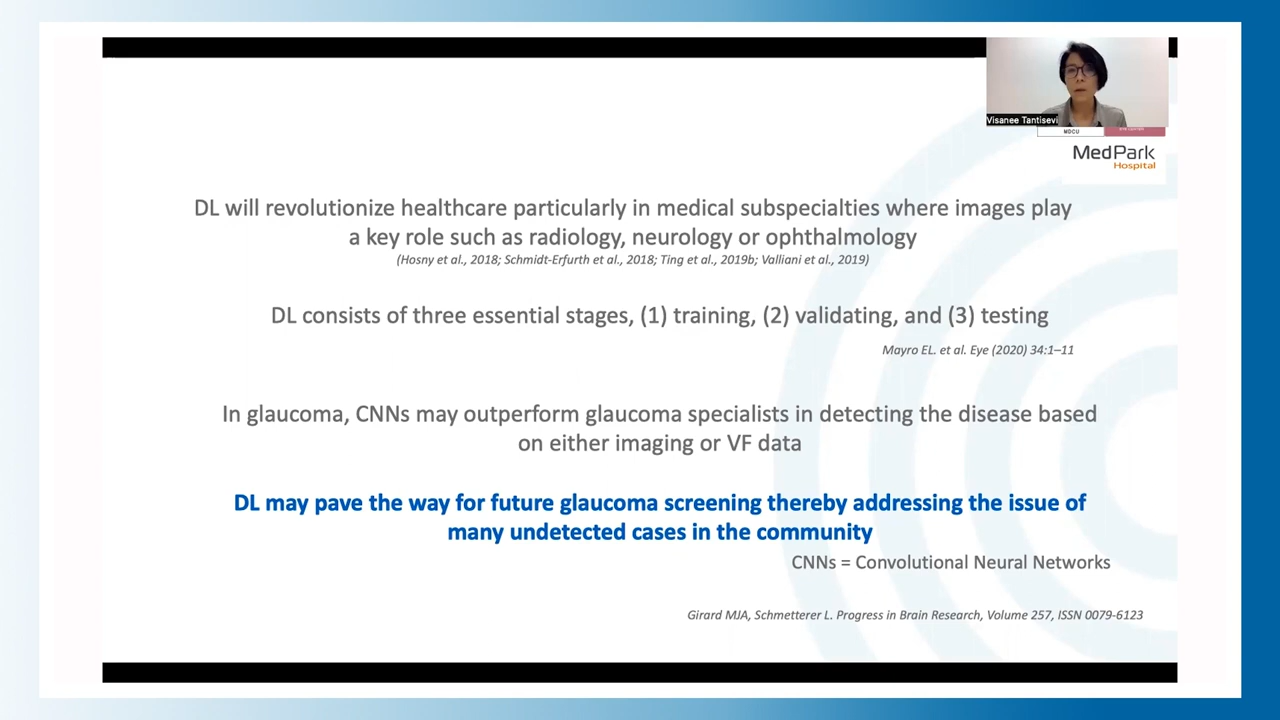 Visanee Tantisevi
MDCU
MedPark
Hospital
DL will revolutionize healthcare particularly in medical subspecialties where images play
a key role such as radiology, neurology or ophthalmology
(Hosny et al., 2018; Schmidt-Erfurth et al., 2018; Ting et al., 2019b; Valliani et al., 2019)
DL consists of three essential stages, (1) training, (2) validating, and (3) testing
Mayro EL. et al. Eye (2020) 34:1–11
In glaucoma, CNNs may outperform glaucoma specialists in detecting the disease based
on either imaging or VF data
DL may pave the way for future glaucoma screening thereby addressing the issue of
many undetected cases in the community
CNNs = Convolutional Neural Networks
Girard MJA, Schmetterer L. Progress in Brain Research, Volume 257, ISSN 0079-6123